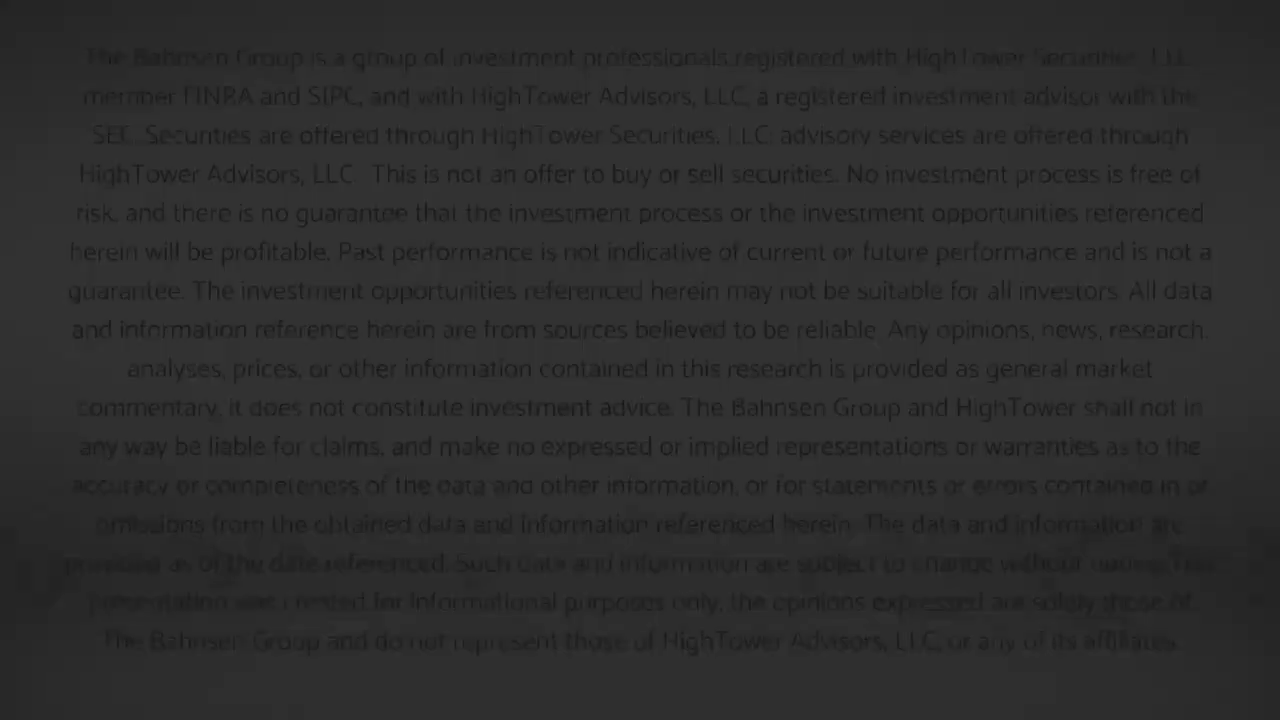 The Bahnsen Group is a group of investment professionals registered with HighTower Securities, LLC,
member FINRA and SIPC, and with HighTower Advisors, LLC, a registered investment advisor with the
SEC. Securities are offered through HighTower Securities, LLC; advisory services are offered through
HighTower Advisors, LLC. This is not an offer to buy or sell securities. No investment process is free of
risk, and there is no guarantee that the investment process or the investment opportunities referenced
herein will be profitable. Past performance is not indicative of current or future performance and is not a
guarantee. The investment opportunities referenced herein may not be suitable for all investors. All data
and information reference herein are from sources believed to be reliable. Any opinions, news, research,
analyses, prices, or other information contained in this research is provided as general market
commentary, it does not constitute investment advice. The Bahnsen Group and HighTower shall not in
any way be liable for claims, and make no expressed or implied representations or warranties as to the
accuracy or completeness of the data and other information, or for statements or errors contained in or
omissions from the obtained data and information referenced herein. The data and information are
provided as of the date referenced. Such data and information are subject to change without notice. This
presentation was created for informational purposes only; the opinions expressed are solely those of
The Bahnsen Group and do not represent those of HighTower Advisors, LLC, or any of its affiliates.